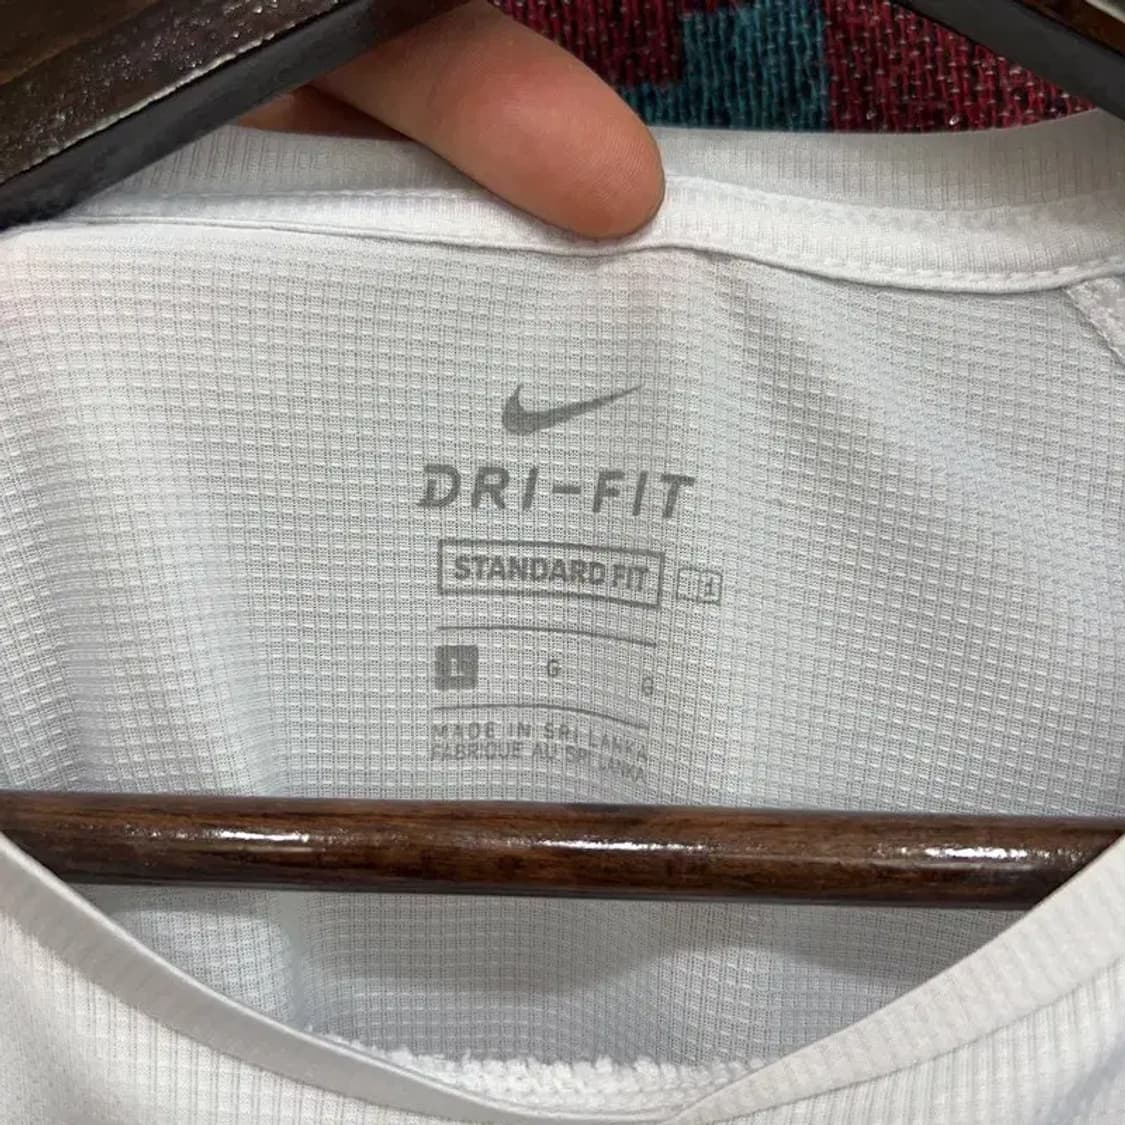 DRI-FIT
STANDARD FIT
L G G
MADE IN SRI LANKA
FABRIQUE AU SRI LANKA